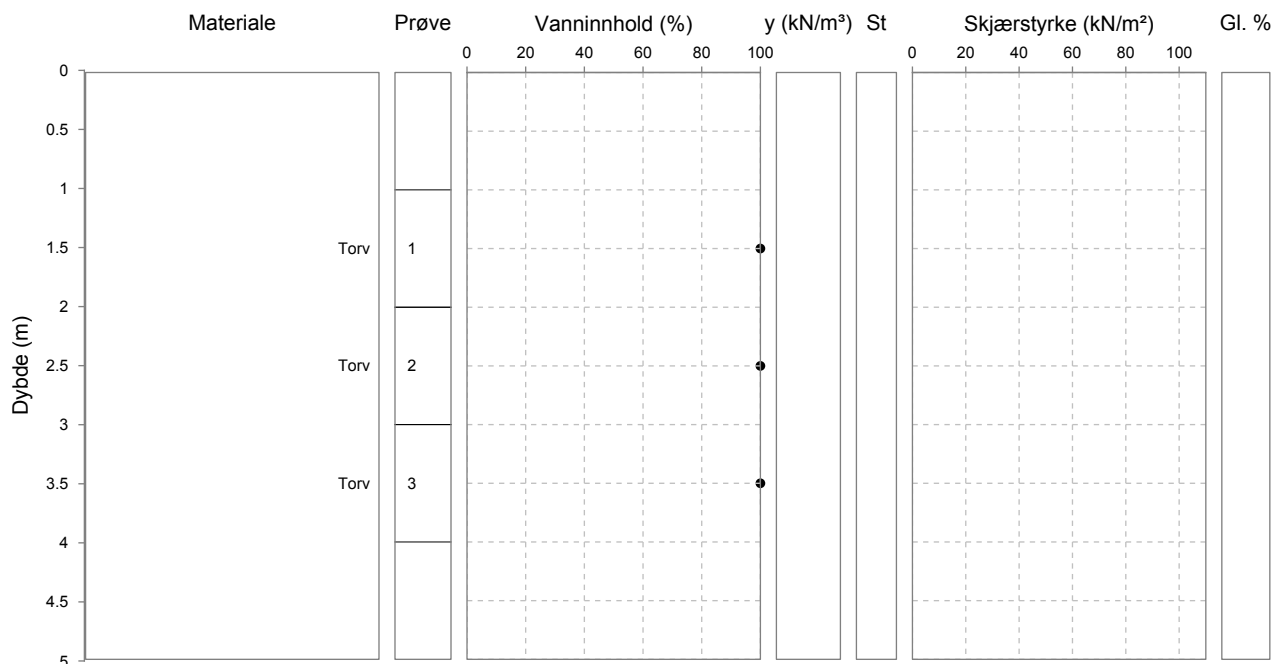 Materiale Prøve Vanninnhold (%) y (kN/m³) St Skjærstyrke (kN/m²) Gl. %
0 20 40 60 80 100 0 20 40 60 80 100
0
0.5
1
Torv 1 1.5
2
Dybde (m)
Torv 2 2.5
3
Torv 3 3.5
4
4.5
5